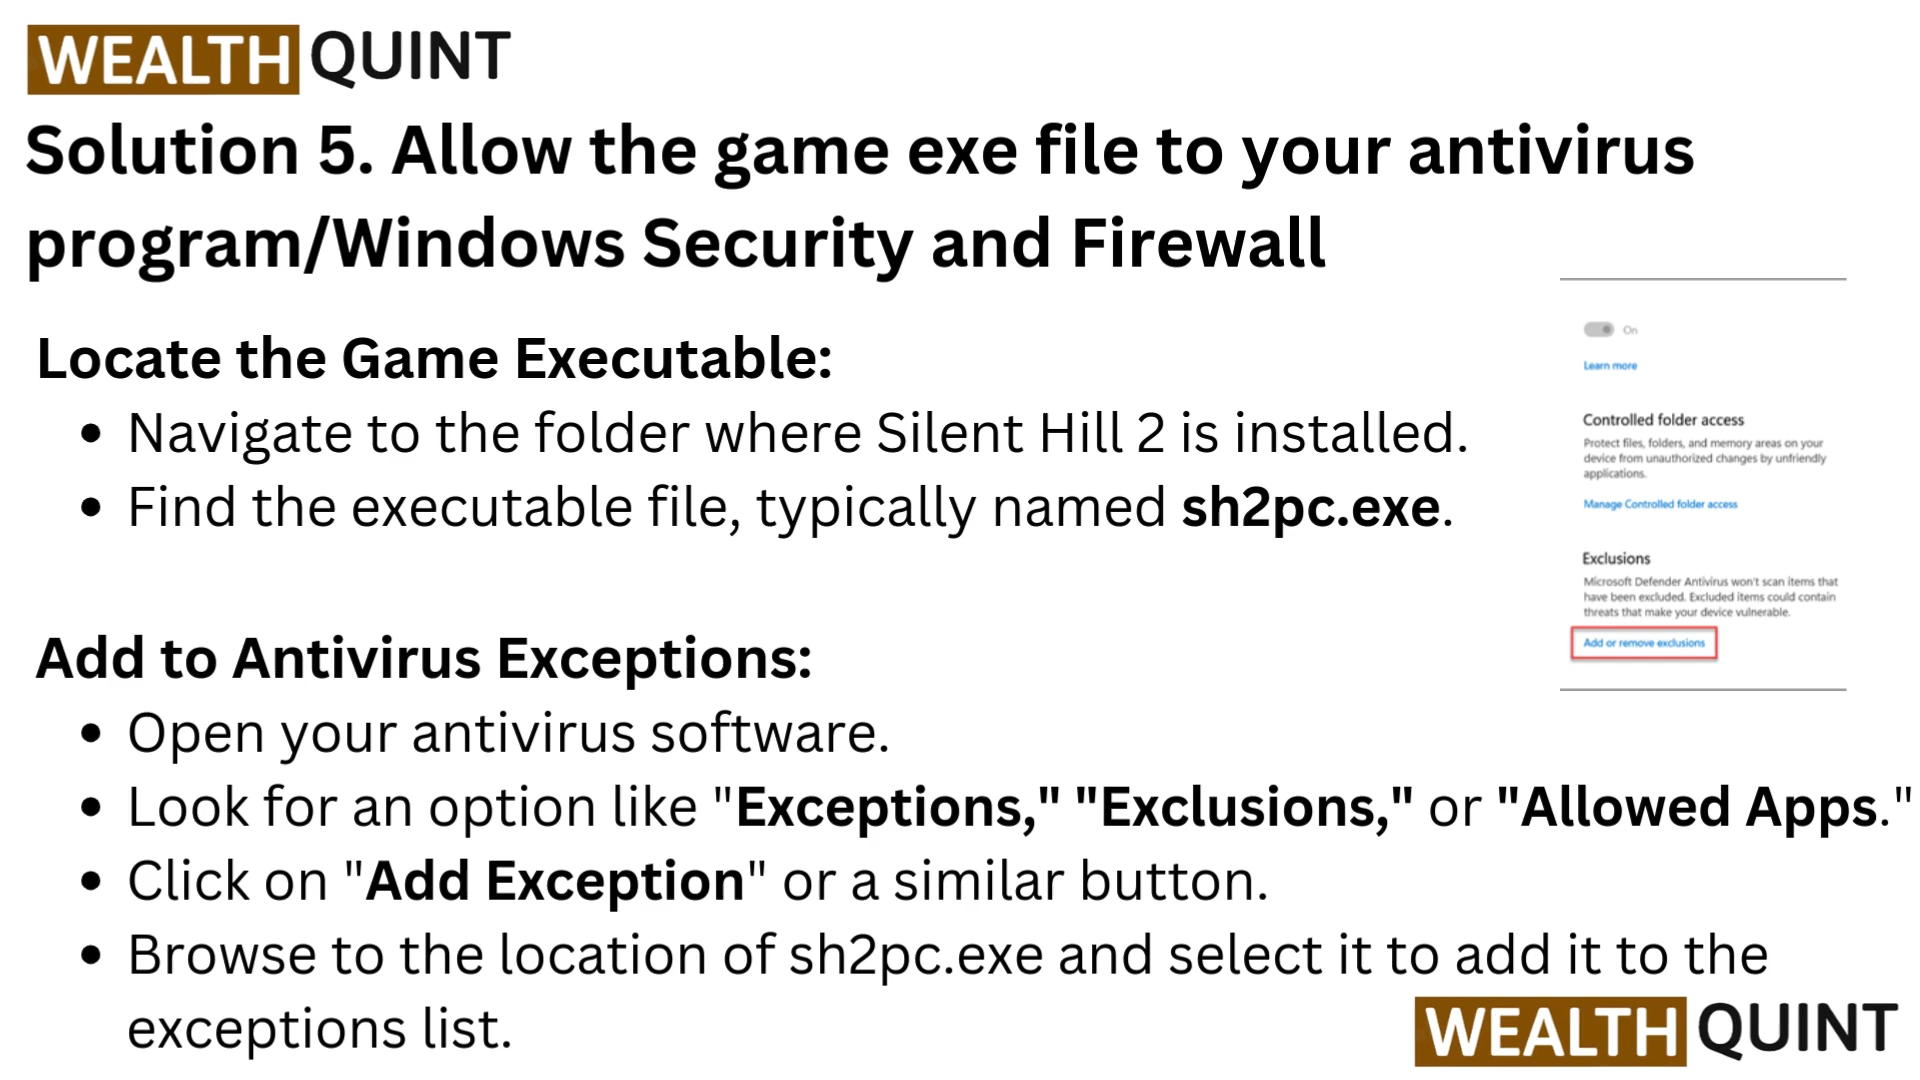 WEALTH QUINT
Solution 5. Allow the game exe file to your antivirus
program/Windows Security and Firewall
Locate the Game Executable:
• Navigate to the folder where Silent Hill 2 is installed.
• Find the executable file, typically named sh2pc.exe.
On
Learn more
Controlled folder access
Protect files, folders, and memory areas on your
device from unauthorized changes by unfriendly
applications.
Manage Controlled folder access
Exclusions
Microsoft Defender Antivirus won't scan items that
have been excluded. Excluded items could contain
threats that make your device vulnerable.
Add or remove exclusions
Add to Antivirus Exceptions:
• Open your antivirus software.
• Look for an option like "Exceptions," "Exclusions," or "Allowed Apps."
• Click on "Add Exception" or a similar button.
• Browse to the location of sh2pc.exe and select it to add it to the
exceptions list.
WEALTH QUINT